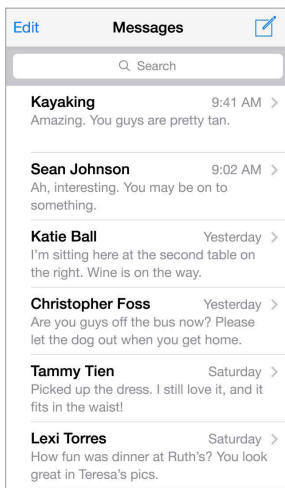 Edit Messages
Search
Kayaking 9:41 AM
Amazing. You guys are pretty tan.
Sean Johnson 9:02 AM
Ah, interesting. You may be on to
something.
Katie Ball Yesterday
I'm sitting here at the second table on
the right. Wine is on the way.
Christopher Foss Yesterday
Are you guys off the bus now? Please
let the dog out when you get home.
Tammy Tien Saturday
Picked up the dress. I still love it, and it
fits in the waist!
Lexi Torres Saturday
How fun was dinner at Ruth's? You look
great in Teresa's pics.